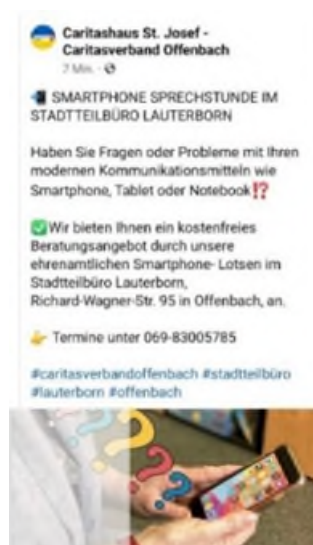 Caritashaus St. Josef -
Caritasverband Offenbach
7 Min. ·
📲 SMARTPHONE SPRECHSTUNDE IM
STADTTEILBÜRO LAUTERBORN
Haben Sie Fragen oder Probleme mit Ihren
modernen Kommunikationsmitteln wie
Smartphone, Tablet oder Notebook⁉️
✅Wir bieten Ihnen ein kostenfreies
Beratungsangebot durch unsere
ehrenamtlichen Smartphone- Lotsen im
Stadtteilbüro Lauterborn,
Richard-Wagner-Str. 95 in Offenbach, an.
👉 Termine unter 069-83005785
#caritasverbandoffenbach #stadtteilbüro
#lauterborn #offenbach
? ? ? ?